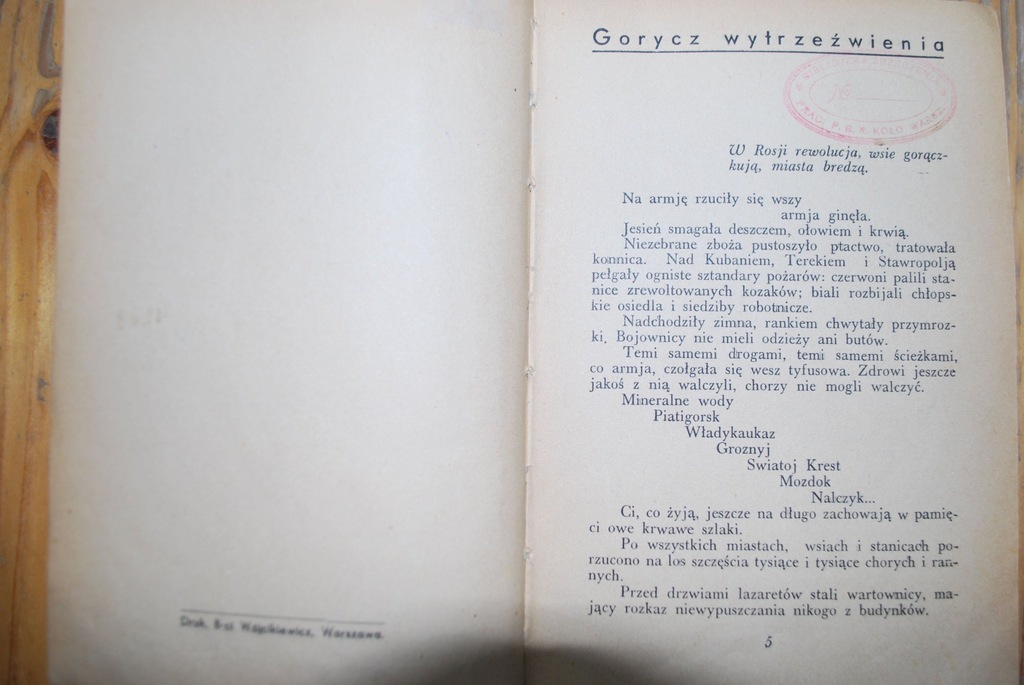 Druk. B-ci Wójcikiewicz, Warszawa.
Gorycz wytrzeźwienia
P. B. K. KOŁO WARSZ.
W Rosji rewolucja, wsie gorącz-
kują, miasta bredzą.
Na armję rzuciły się wszy
armja ginęła.
Jesień smagała deszczem, ołowiem i krwią.
Niezebrane zboża pustoszyło ptactwo, tratowała
konnica. Nad Kubaniem, Terekiem i Stawropolją
pełgały ogniste sztandary pożarów: czerwoni palili sta-
nice zrewoltowanych kozaków; biali rozbijali chłops-
kie osiedla i siedziby robotnicze.
Nadchodziły zimna, rankiem chwytały przymroz-
ki. Bojownicy nie mieli odzieży ani butów.
Temi samemi drogami, temi samemi ścieżkami,
co armja, czołgała się wesz tyfusowa. Zdrowi jeszcze
jakoś z nią walczyli, chorzy nie mogli walczyć.
Mineralne wody
Piatigorsk
Władykaukaz
Groznyj
Swiatoj Krest
Mozdok
Nalczyk...
Ci, co żyją, jeszcze na długo zachowają w pamię-
ci owe krwawe szlaki.
Po wszystkich miastach, wsiach i stanicach po-
rzucono na los szczęścia tysiące i tysiące chorych i ran-
nych.
Przed drzwiami lazaretów stali wartownicy, ma-
jący rozkaz niewypuszczania nikogo z budynków.
5